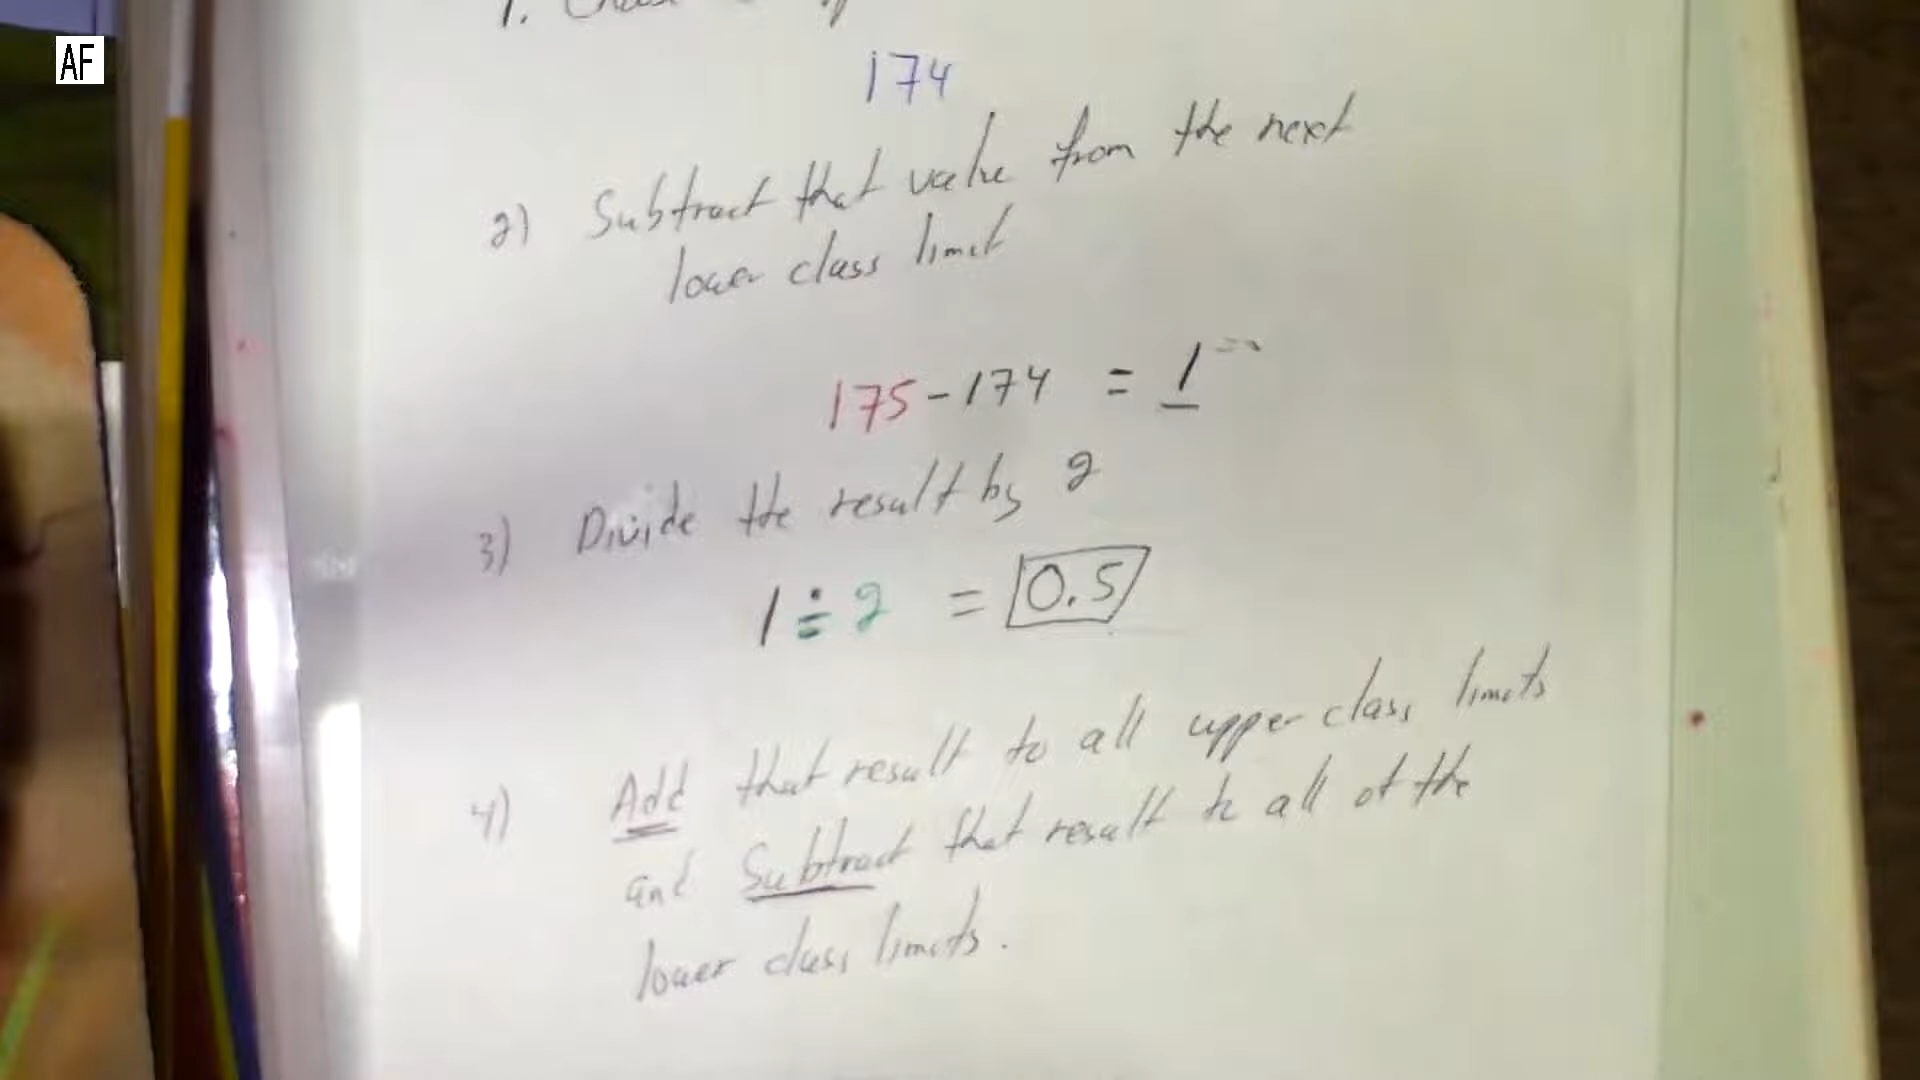 AF
1.
174
2) Subtract that value from the next
lower class limit
175 - 174 = 1
3) Divide the result by 2
1 ÷ 2 = 0.5
4) Add that result to all upper class limits
and Subtract that result to all of the
lower class limits.